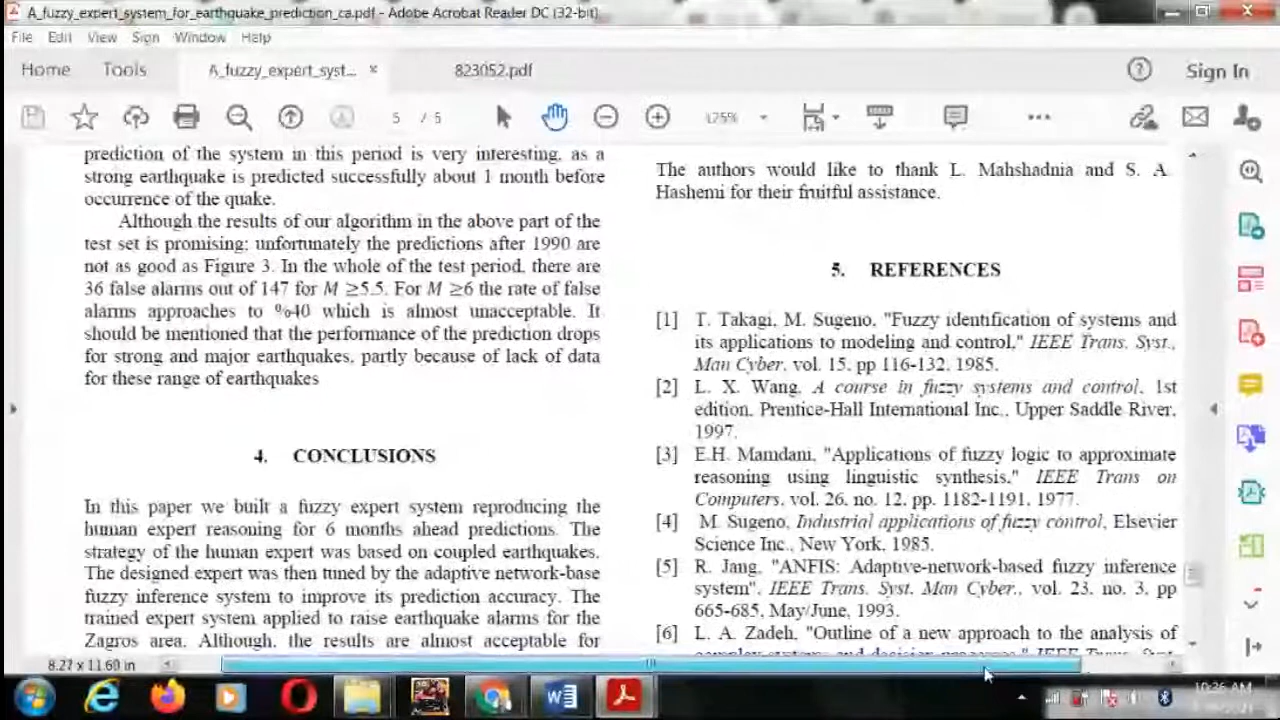 A_fuzzy_expert_system_for_earthquake_prediction_ca.pdf - Adobe Acrobat Reader DC (32-bit)
File Edit View Sign Window Help
Home Tools A_fuzzy_expert_syst... × 823052.pdf Sign In
5 / 5 125%
prediction of the system in this period is very interesting, as a
strong earthquake is predicted successfully about 1 month before
occurrence of the quake.
Although the results of our algorithm in the above part of the
test set is promising; unfortunately the predictions after 1990 are
not as good as Figure 3. In the whole of the test period, there are
36 false alarms out of 147 for M ≥5.5. For M ≥6 the rate of false
alarms approaches to %40 which is almost unacceptable. It
should be mentioned that the performance of the prediction drops
for strong and major earthquakes, partly because of lack of data
for these range of earthquakes
4. CONCLUSIONS
In this paper we built a fuzzy expert system reproducing the
human expert reasoning for 6 months ahead predictions. The
strategy of the human expert was based on coupled earthquakes.
The designed expert was then tuned by the adaptive network-base
fuzzy inference system to improve its prediction accuracy. The
trained expert system applied to raise earthquake alarms for the
Zagros area. Although, the results are almost acceptable for
The authors would like to thank L. Mahshadnia and S. A.
Hashemi for their fruitful assistance.
5. REFERENCES
[1] T. Takagi, M. Sugeno, "Fuzzy identification of systems and
its applications to modeling and control," IEEE Trans. Syst.,
Man Cyber, vol. 15, pp 116-132, 1985.
[2] L. X. Wang, A course in fuzzy systems and control, 1st
edition, Prentice-Hall International Inc., Upper Saddle River,
1997.
[3] E.H. Mamdani, "Applications of fuzzy logic to approximate
reasoning using linguistic synthesis," IEEE Trans on
Computers, vol. 26, no. 12, pp. 1182-1191, 1977.
[4] M. Sugeno, Industrial applications of fuzzy control, Elsevier
Science Inc., New York, 1985.
[5] R. Jang, "ANFIS: Adaptive-network-based fuzzy inference
system", IEEE Trans. Syst. Man Cyber., vol. 23, no. 3, pp
665-685, May/June, 1993.
[6] L. A. Zadeh, "Outline of a new approach to the analysis of
complex systems and decision processes," IEEE Trans. Syst.
8.27 x 11.60 in
10:26 AM